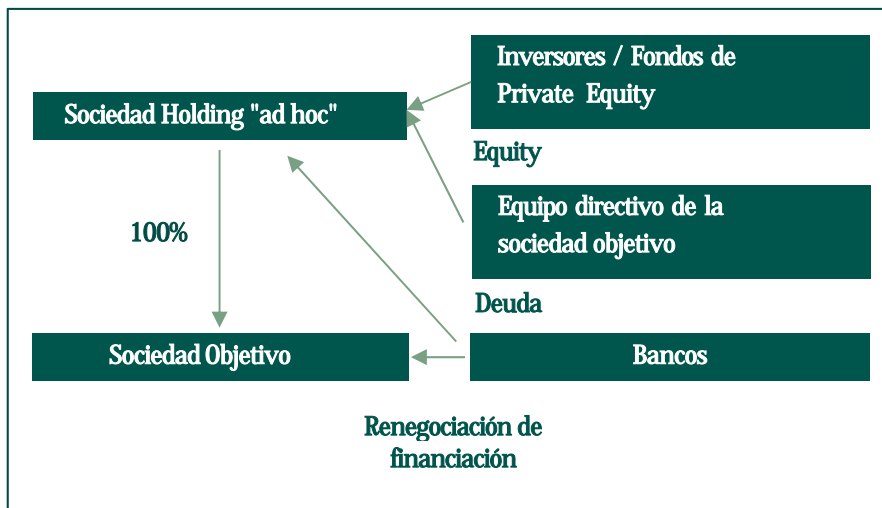 Inversores / Fondos de
Private Equity
Sociedad Holding "ad hoc"
Equity
Equipo directivo de la
sociedad objetivo
100%
Deuda
Sociedad Objetivo
Bancos
Renegociación de
financiación